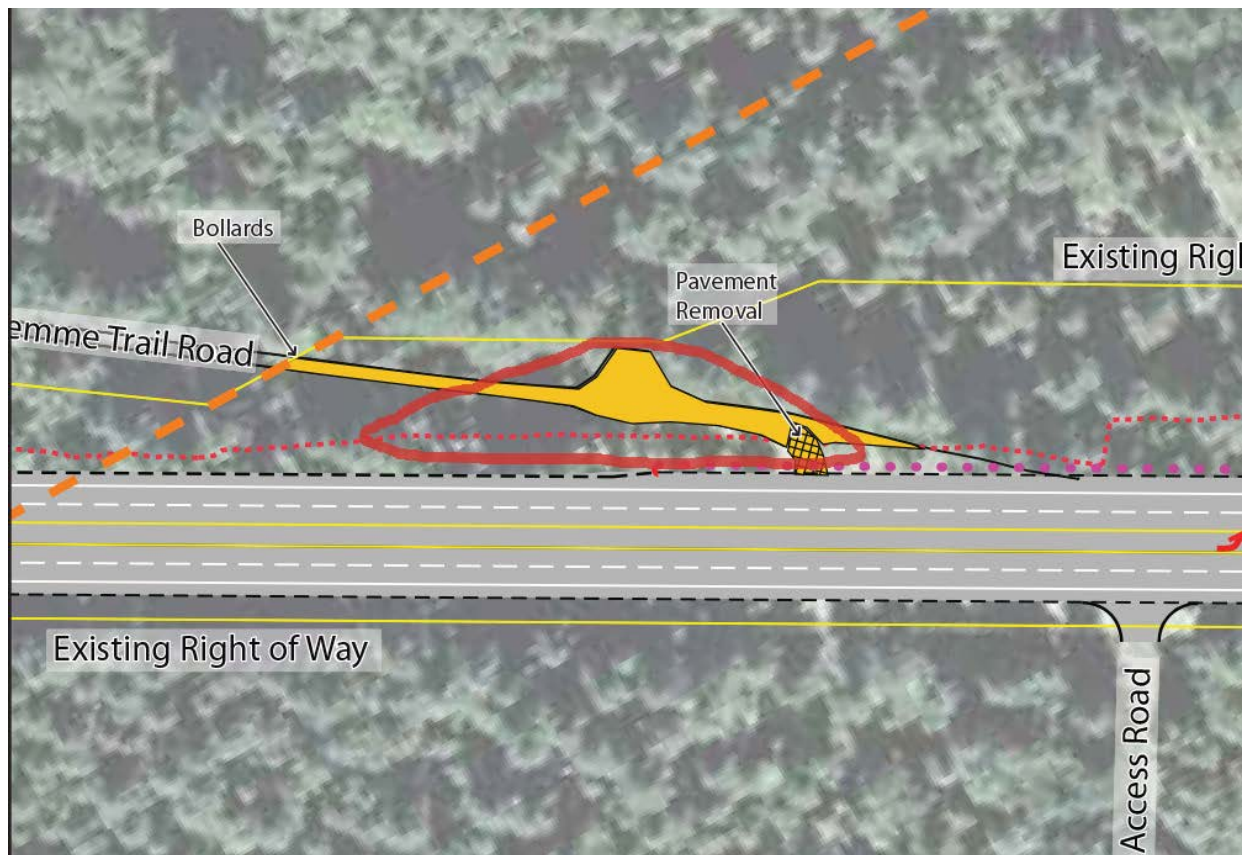 Bollards
Existing Righ
Pavement
Removal
emme Trail Road
Existing Right of Way
Access Road